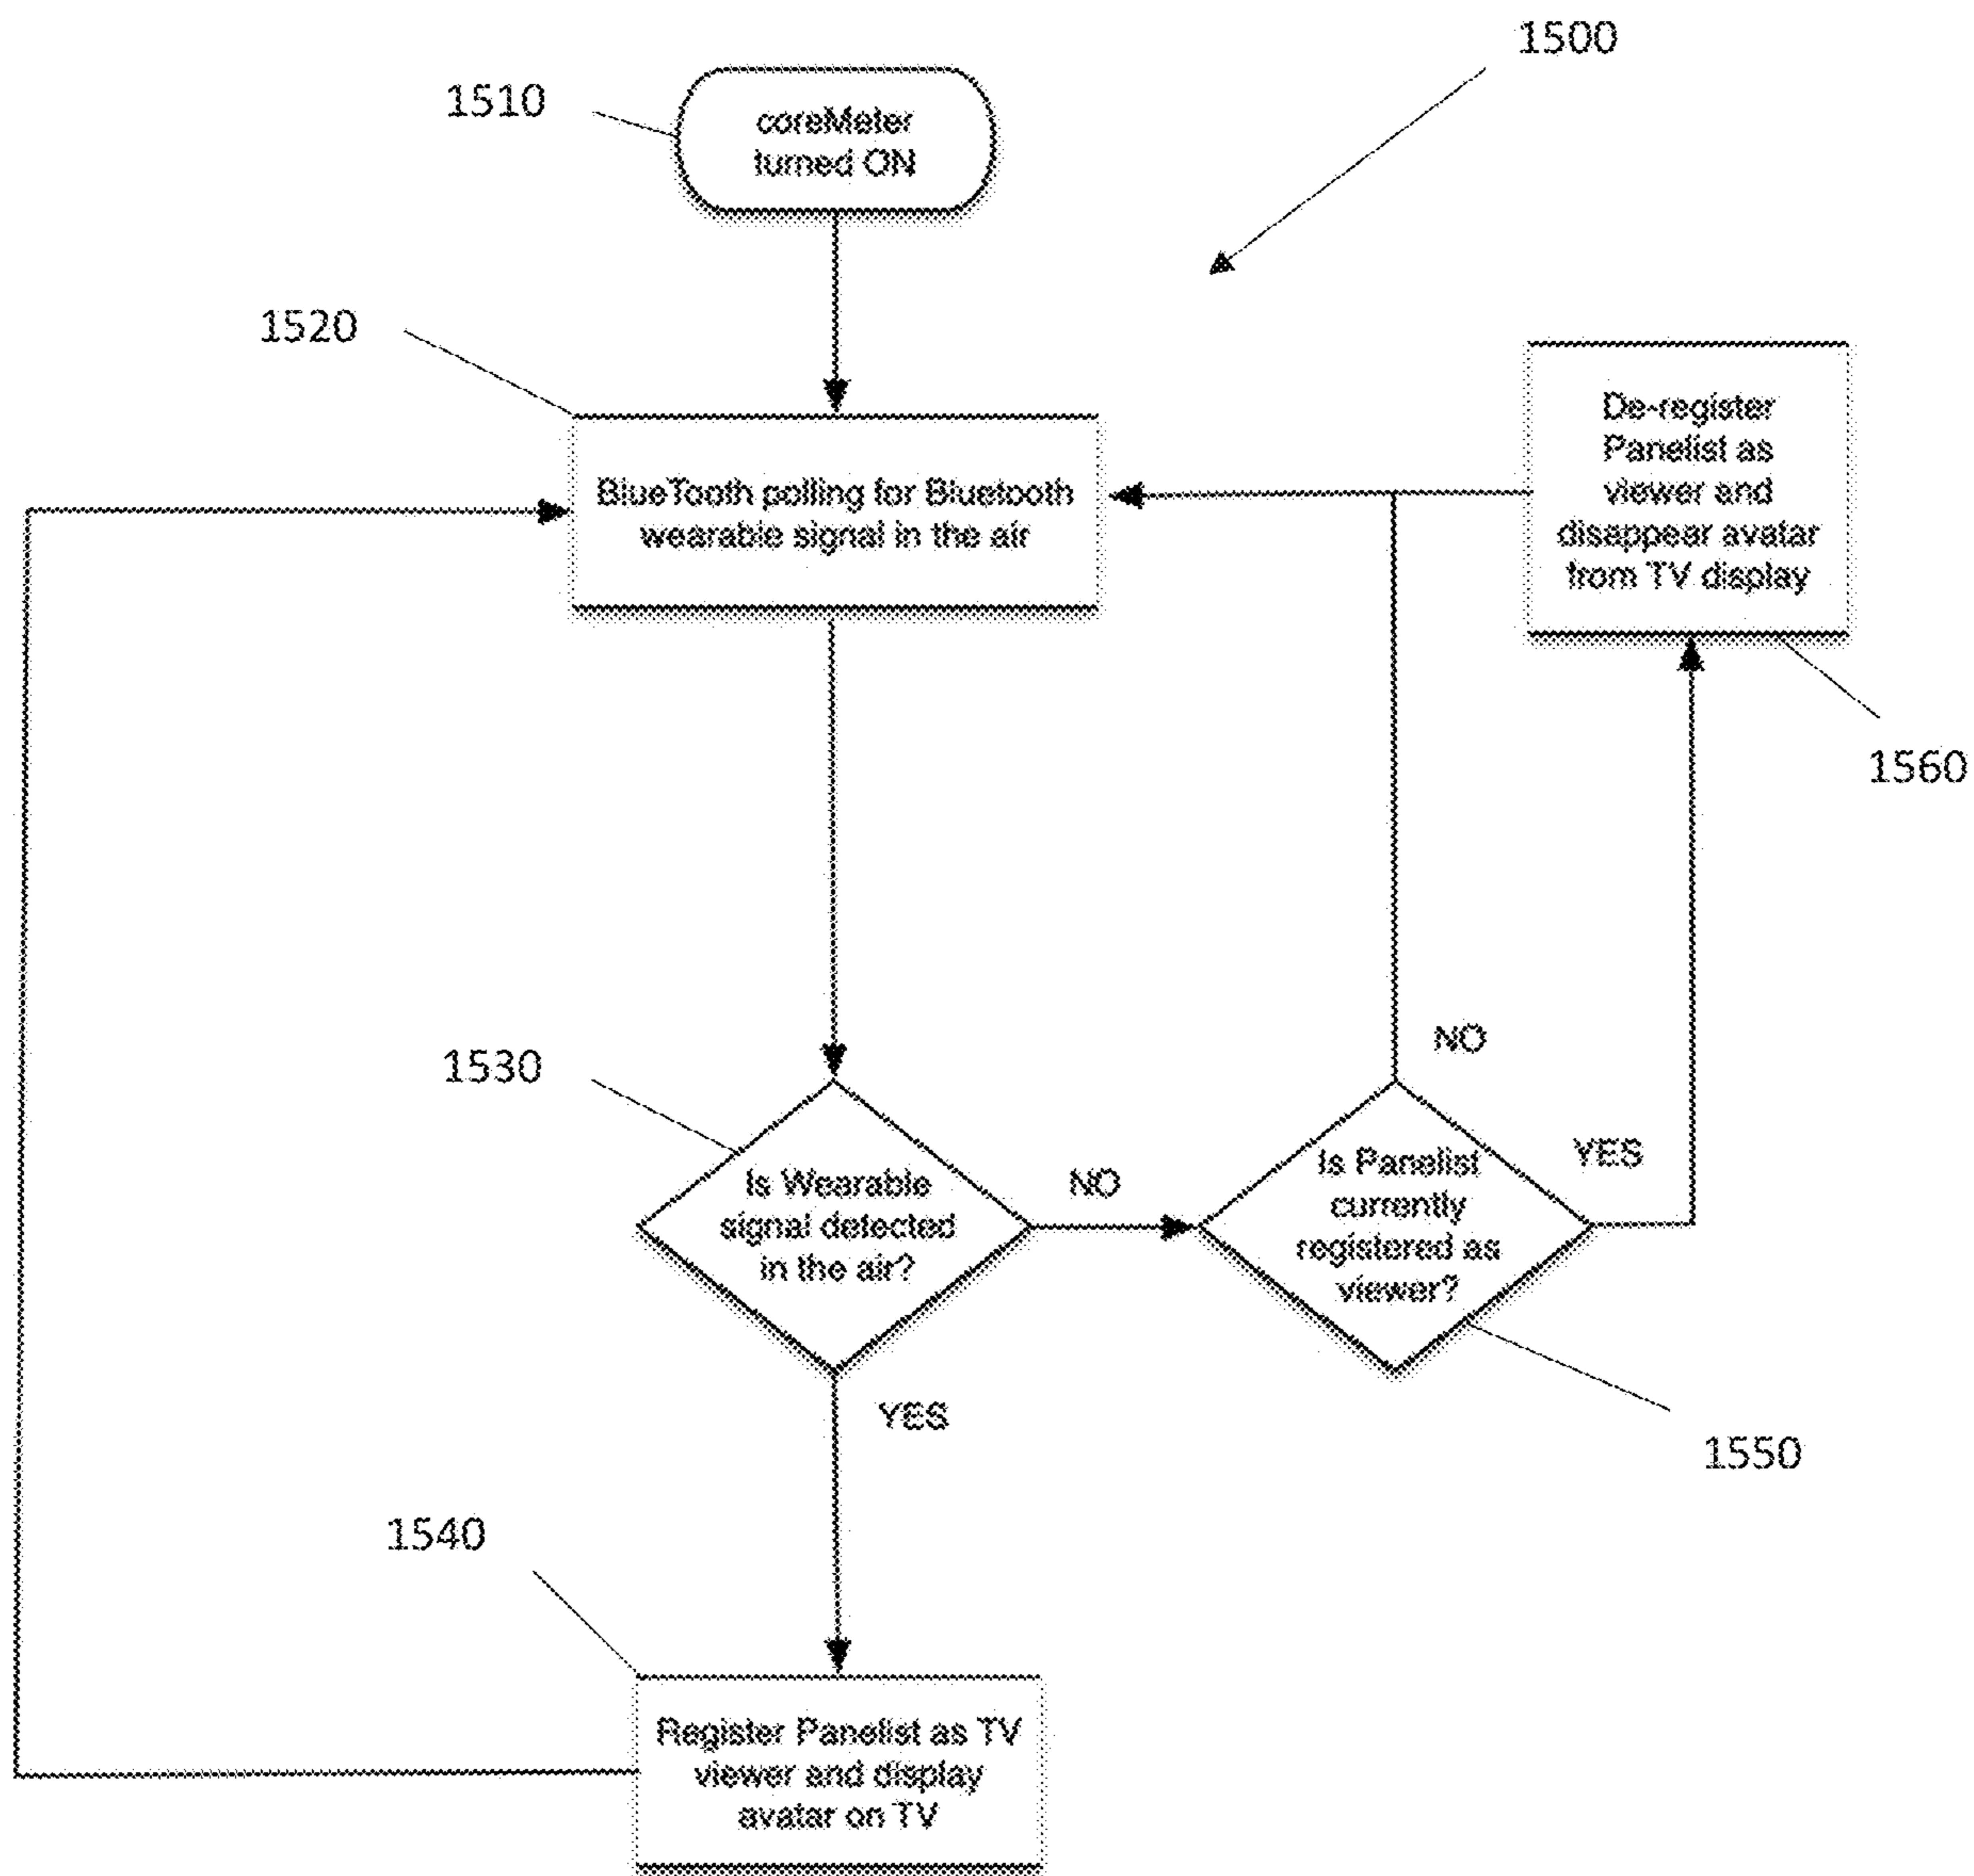 1500
1510
coreMeter
turned ON
1520
BlueTooth polling for Bluetooth
wearable signal in the air
De-register
Panelist as
viewer and
disappear avatar
from TV display
1560
1530
Is Wearable
signal detected
in the air?
NO
YES
Is Panelist
currently
registered as
viewer?
NO
YES
1550
1540
Register Panelist as TV
viewer and display
avatar on TV